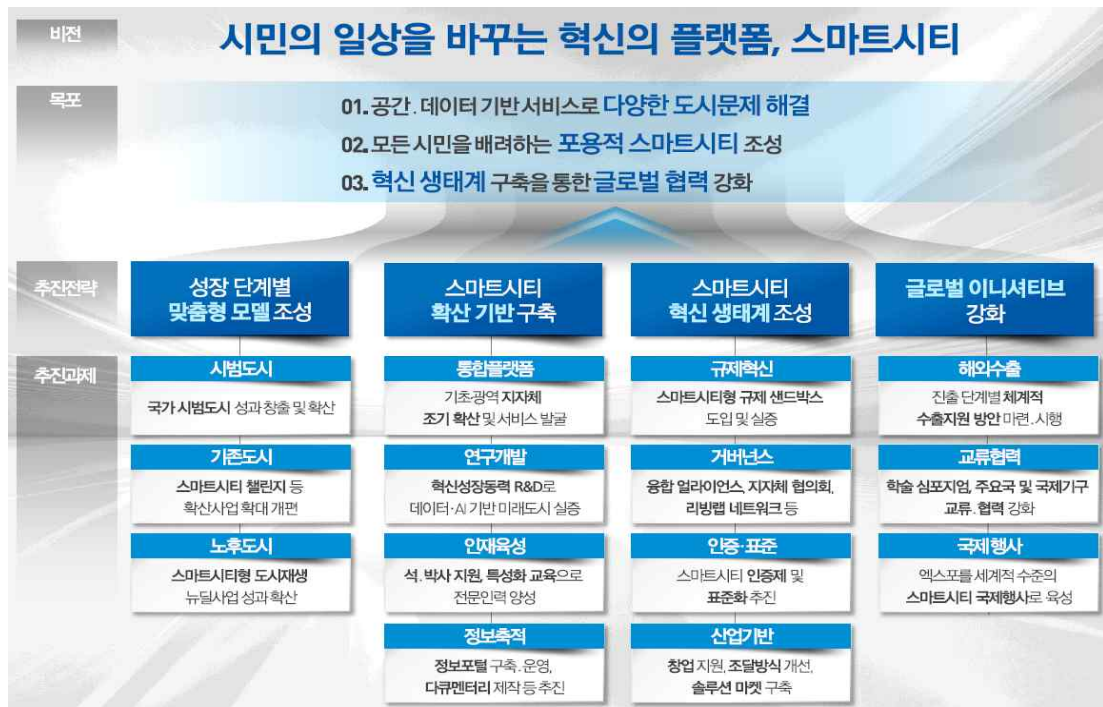 비전
시민의 일상을 바꾸는 혁신의 플랫폼, 스마트시티
목포
01. 공간.데이터 기반 서비스로 다양한 도시문제 해결
02. 모든 시민을 배려하는 포용적 스마트시티 조성
03. 혁신 생태계 구축을 통한 글로벌 협력 강화
추진전략
성장 단계별
맞춤형 모델 조성
스마트시티
확산 기반 구축
스마트시티
혁신 생태계 조성
글로벌 이니셔티브
강화
추진과제
시범도시
국가 시범도시 성과 창출 및 확산
기존도시
스마트시티 챌린지 등
확산사업 확대 개편
노후도시
스마트시티형 도시재생
뉴딜사업 성과 확산
통합플랫폼
기초·광역 지자체
조기 확산 및 서비스 발굴
연구개발
혁신성장동력 R&D로
데이터·AI 기반 미래도시 실증
인재육성
석.박사 지원, 특성화 교육으로
전문인력 양성
정보축적
정보포털 구축.운영,
다큐멘터리 제작 등 추진
규제혁신
스마트시티형 규제 샌드박스
도입 및 실증
거버넌스
융합 얼라이언스, 지자체 협의회,
리빙랩 네트워크 등
인증·표준
스마트시티 인증제 및
표준화 추진
산업기반
창업 지원, 조달방식 개선,
솔루션 마켓 구축
해외수출
진출 단계별 체계적
수출지원 방안 마련.시행
교류협력
학술 심포지엄, 주요국 및 국제기구
교류.협력 강화
국제행사
엑스포를 세계적 수준의
스마트시티 국제행사로 육성